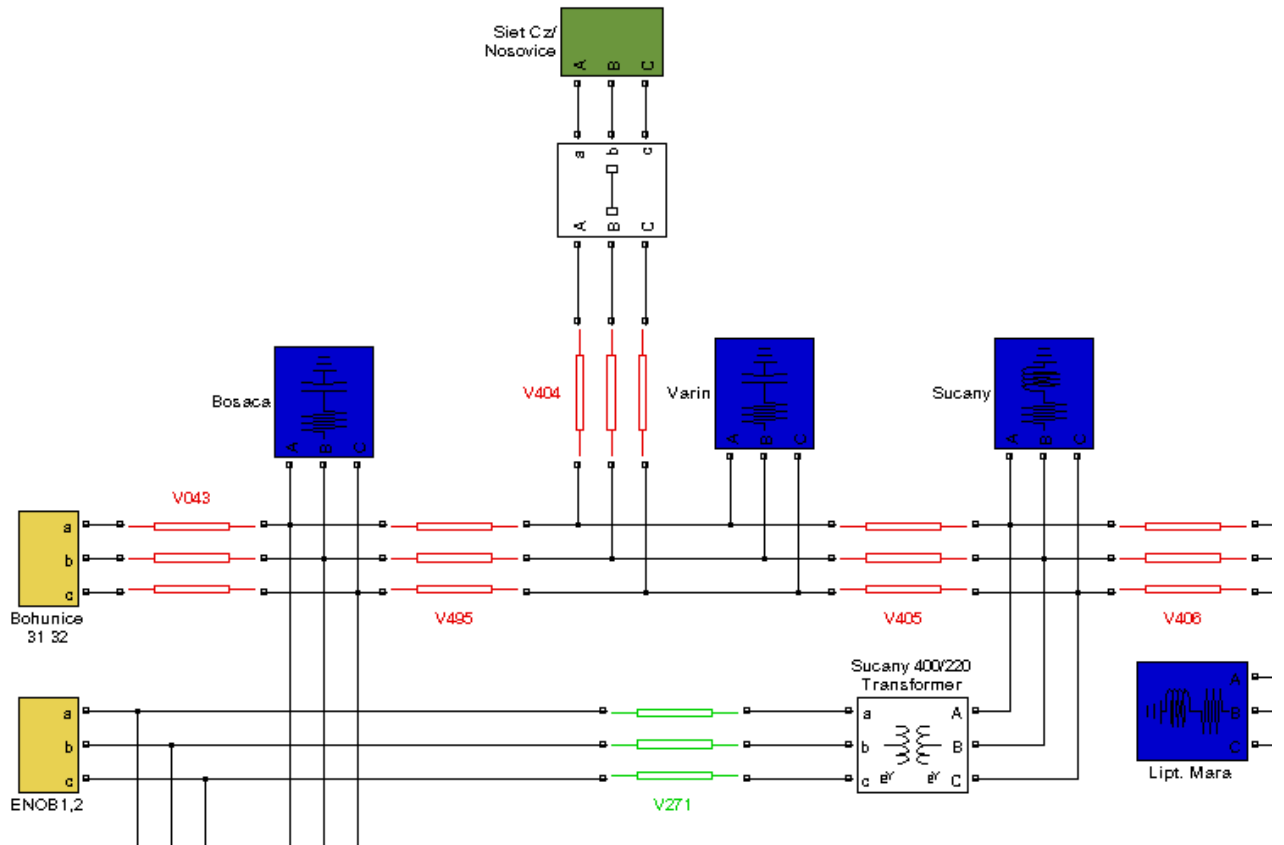 Siet Cz/
Nosovice
A B C
a b c
A B C
Bosaca
A B C
V404
Varin
A B C
Sucany
A B C
V043
a
b
c
Bohunice
31 32
V495
V405
V406
Sucany 400/220
Transformer
a A
b B
c C
A
B
C
Lipt. Mara
a
b
c
ENOB1,2
V271